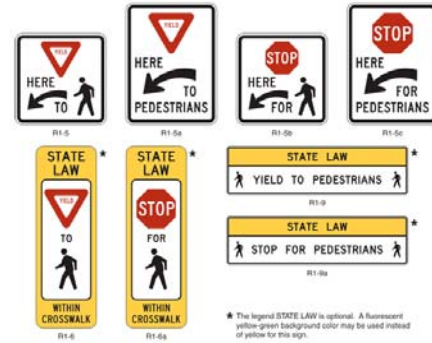 YIELD
HERE
TO
R1-5
YIELD
HERE
TO
PEDESTRIANS
R1-5a
STOP
HERE
FOR
R1-5b
STOP
HERE
FOR
PEDESTRIANS
R1-5c
STATE
LAW
*
YIELD
TO
WITHIN
CROSSWALK
R1-6
STATE
LAW
*
STOP
FOR
WITHIN
CROSSWALK
R1-6a
STATE LAW
*
YIELD TO PEDESTRIANS
R1-9
STATE LAW
*
STOP FOR PEDESTRIANS
R1-9a
* The legend STATE LAW is optional. A fluorescent
yellow-green background color may be used instead
of yellow for this sign.